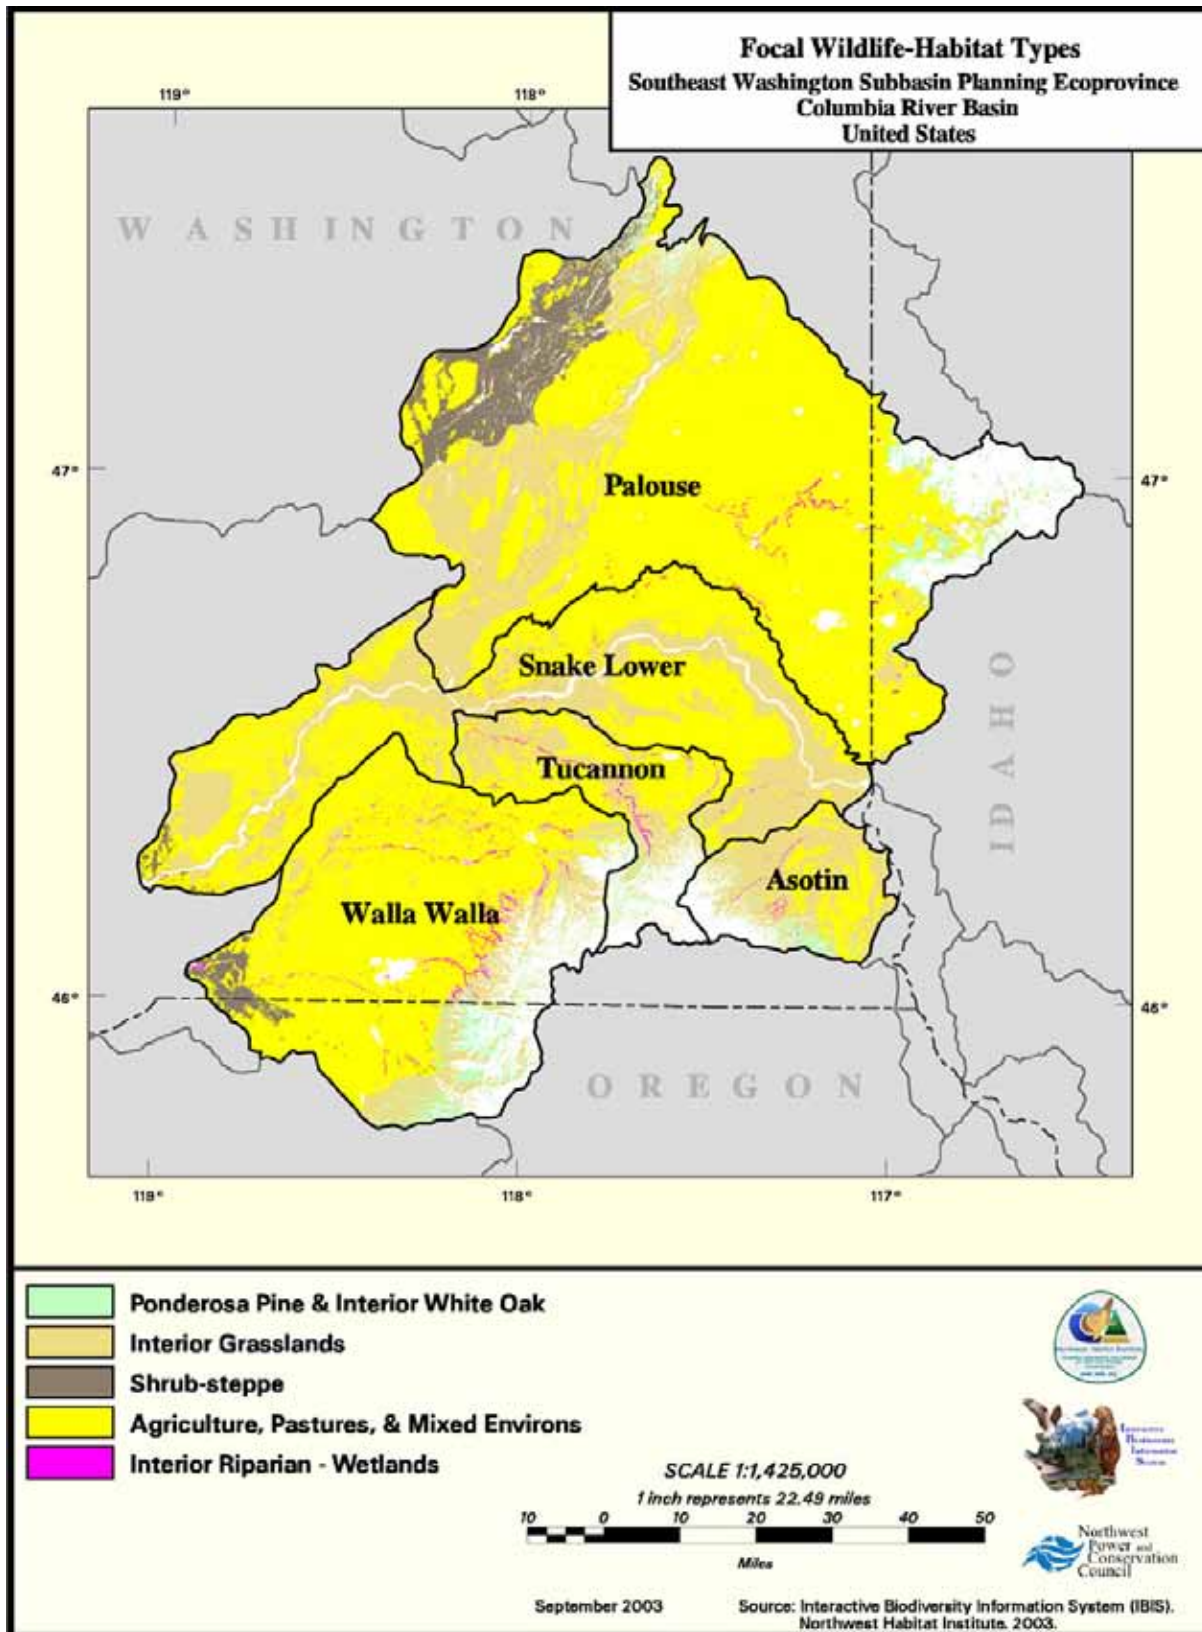 Focal Wildlife-Habitat Types
Southeast Washington Subbasin Planning Ecoprovince
Columbia River Basin
United States
119°
118°
WASHINGTON
47°
Palouse
47°
Snake Lower
IDAHO
Tucannon
Asotin
Walla Walla
46°
46°
OREGON
119°
118°
117°
Ponderosa Pine & Interior White Oak
Interior Grasslands
Shrub-steppe
Agriculture, Pastures, & Mixed Environs
Interior Riparian - Wetlands
Interactive
Biodiversity
Information
System
SCALE 1:1,425,000
1 inch represents 22.49 miles
10 0 10 20 30 40 50
Miles
Northwest
Power and
Conservation
Council
September 2003
Source: Interactive Biodiversity Information System (IBIS).
Northwest Habitat Institute. 2003.